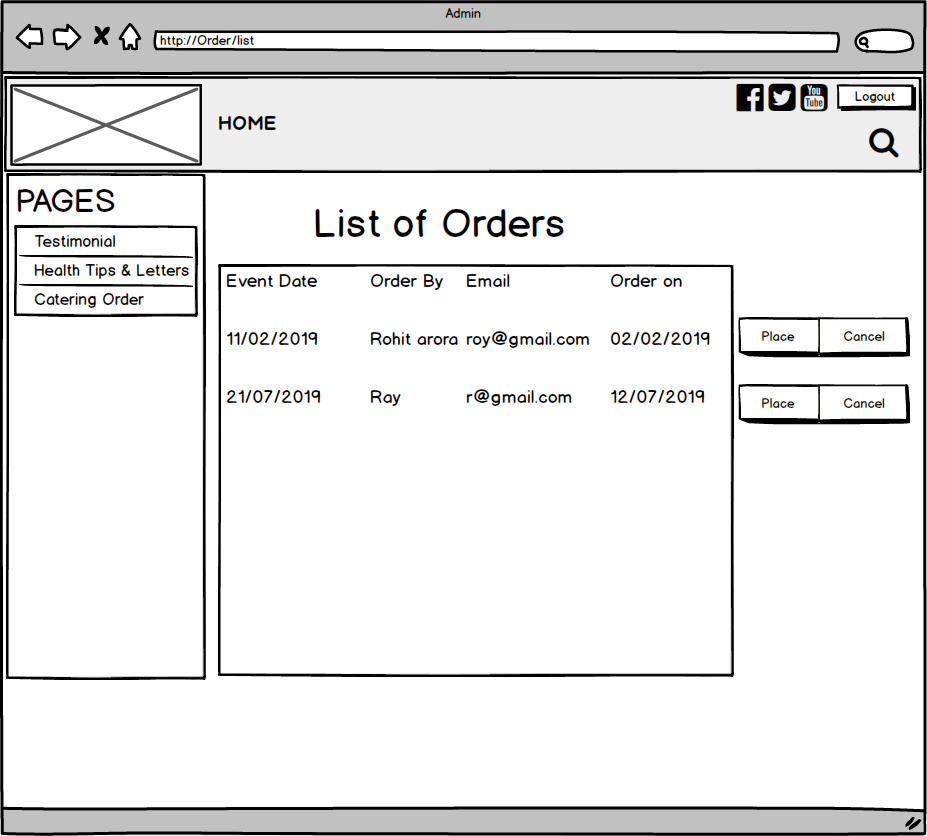 Admin
http://Order/list
HOME
You
Tube
Logout
PAGES
Testimonial
Health Tips & Letters
Catering Order
List of Orders
Event Date Order By Email Order on
11/02/2019 Rohit arora roy@gmail.com 02/02/2019 Place Cancel
21/07/2019 Ray r@gmail.com 12/07/2019 Place Cancel